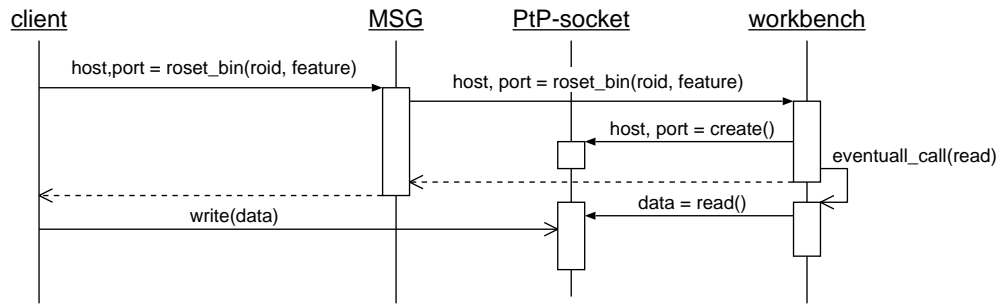 client
MSG
PtP-socket
workbench
host,port = roset_bin(roid, feature)
host, port = roset_bin(roid, feature)
host, port = create()
eventuall_call(read)
data = read()
write(data)